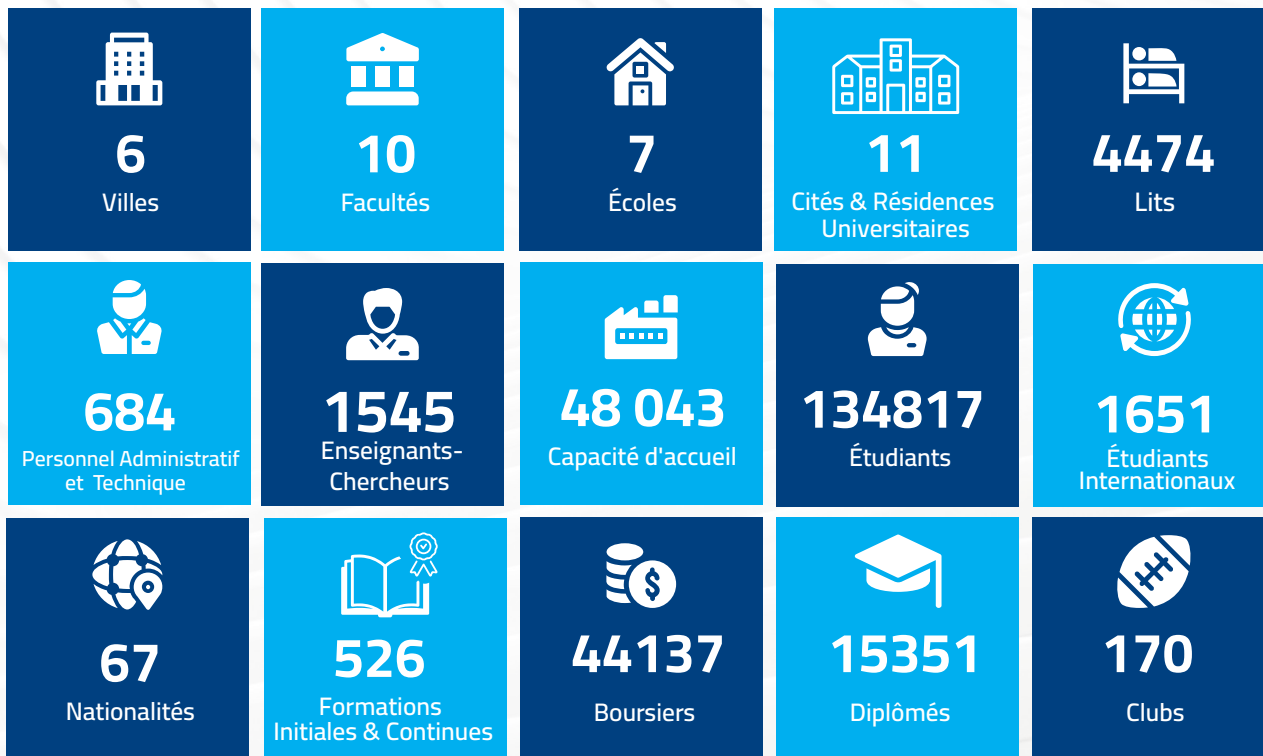 6
Villes
10
Facultés
7
Écoles
11
Cités & Résidences
Universitaires
4474
Lits
684
Personnel Administratif
et Technique
1545
Enseignants-
Chercheurs
48 043
Capacité d'accueil
134817
Étudiants
1651
Étudiants
Internationaux
67
Nationalités
526
Formations
Initiales & Continues
44137
Boursiers
15351
Diplômés
170
Clubs